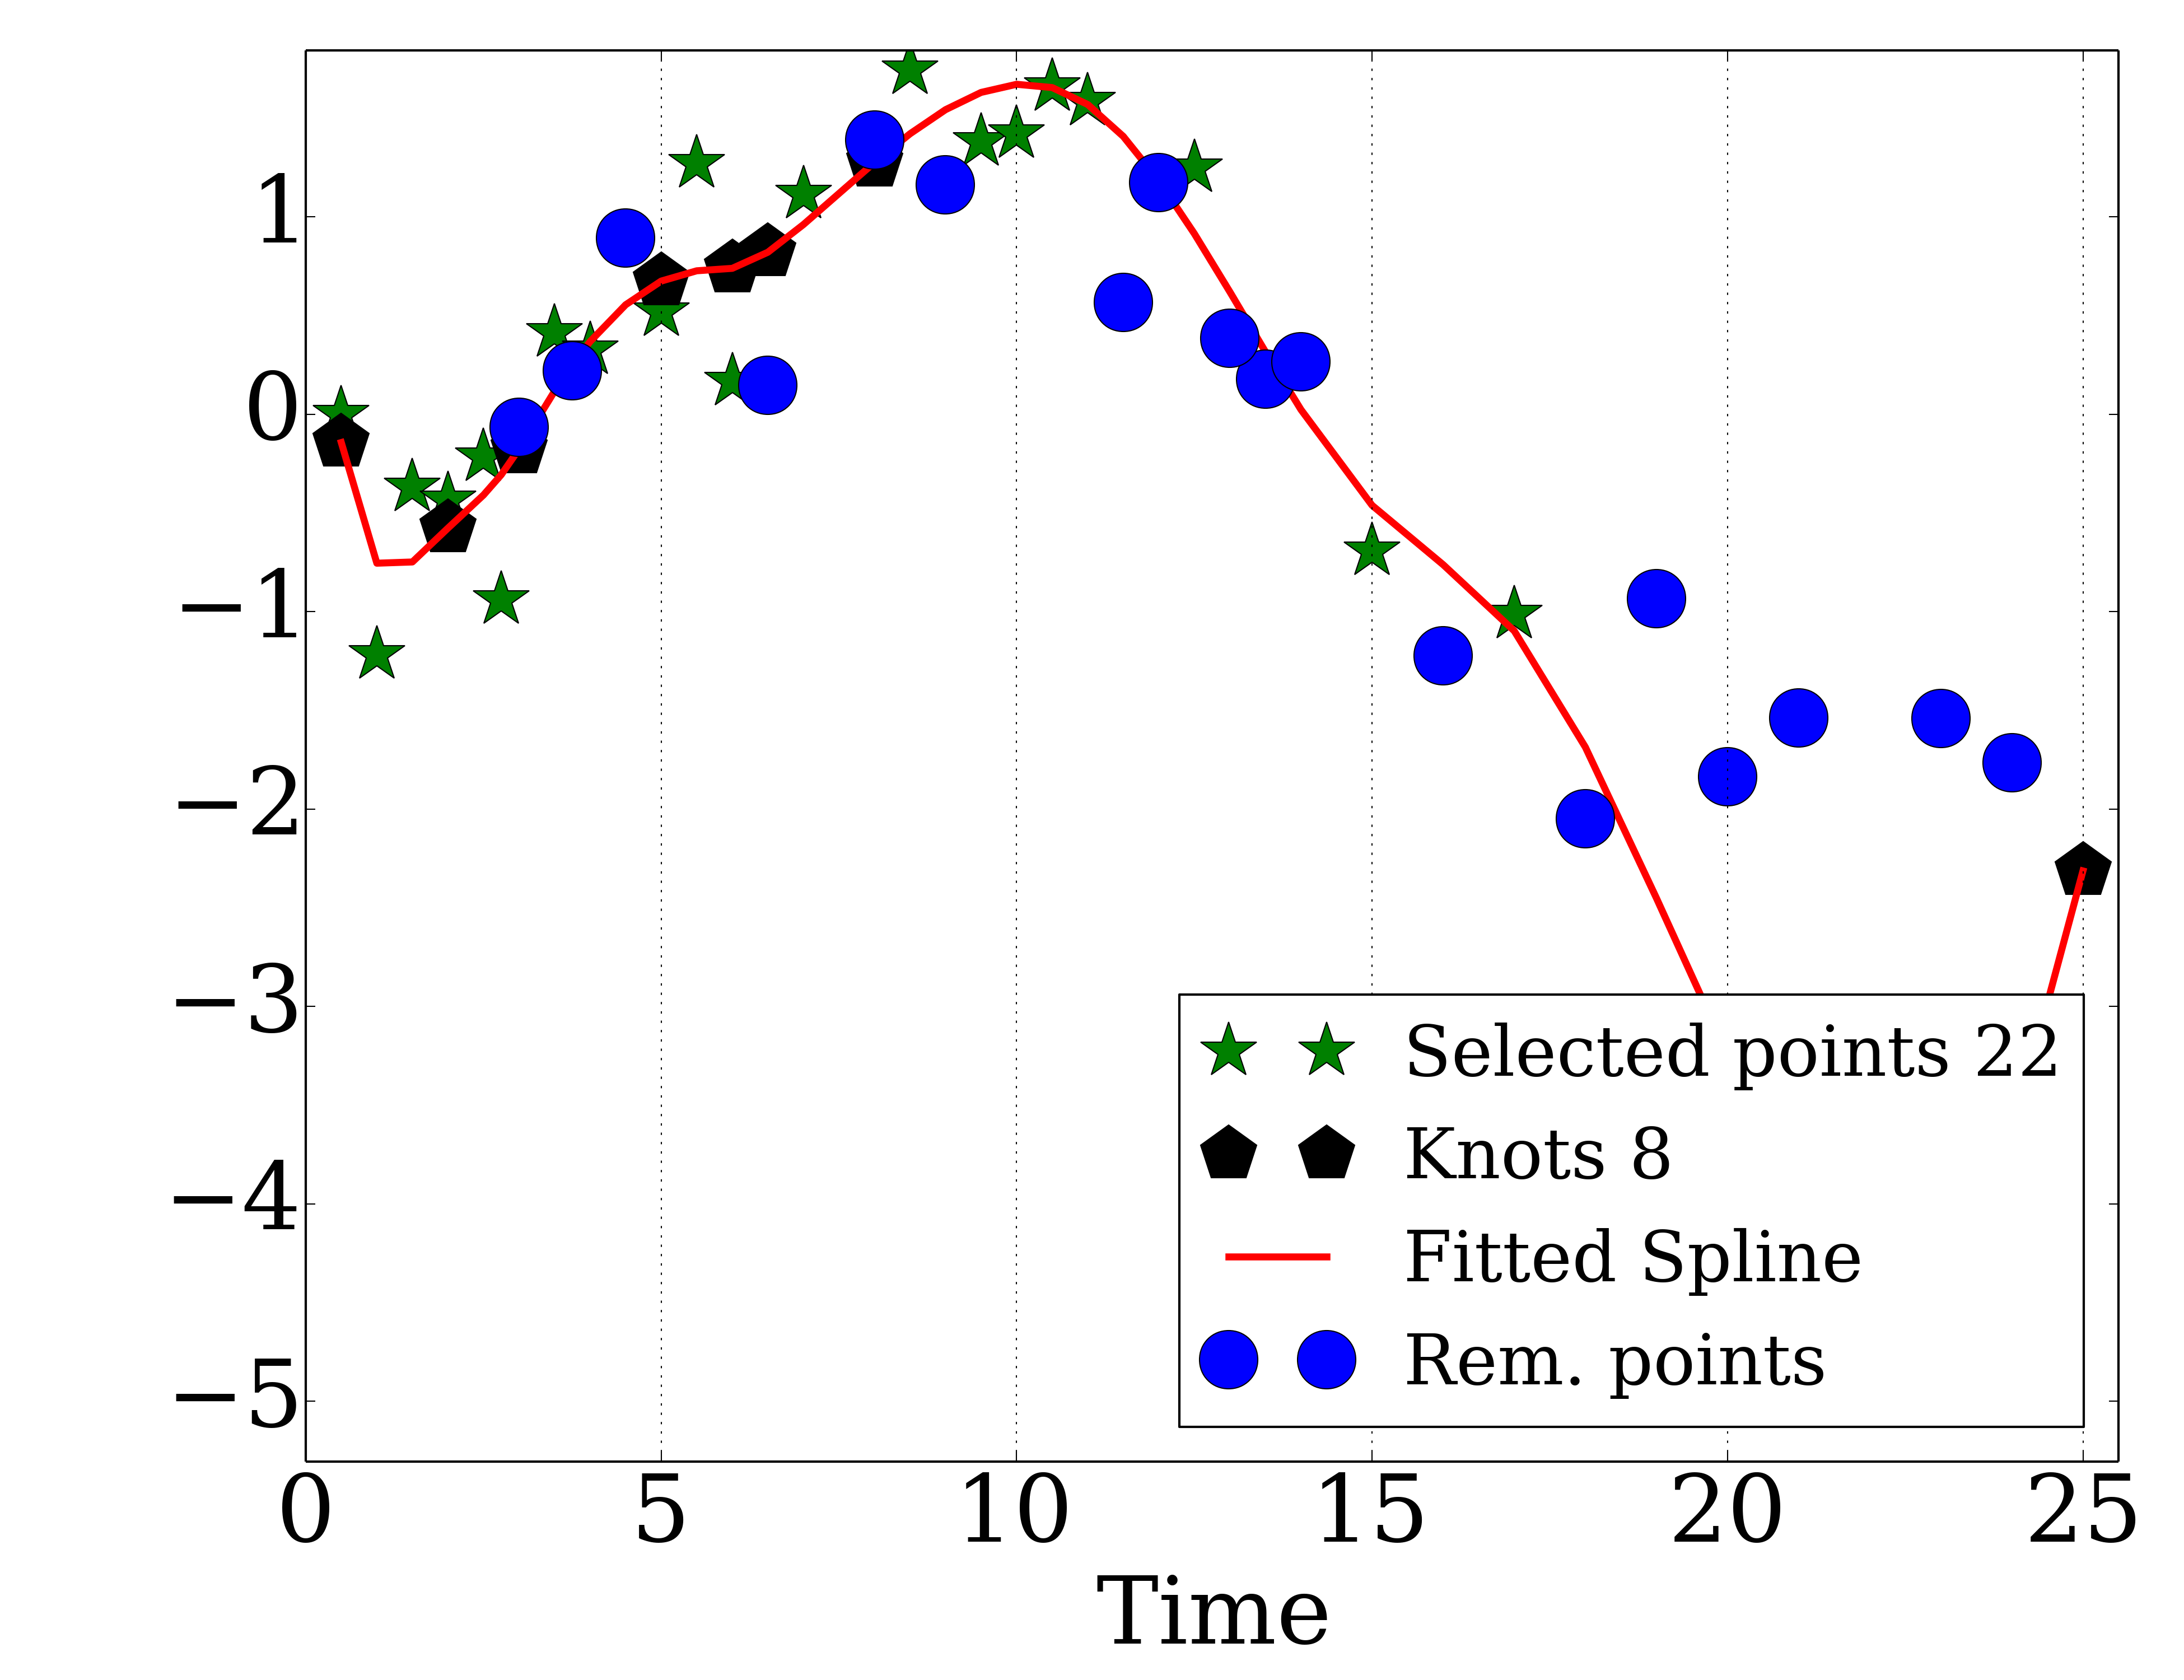 1
0
−1
−2
−3
−4
−5
Selected points 22
Knots 8
Fitted Spline
Rem. points
0 5 10 15 20 25
Time